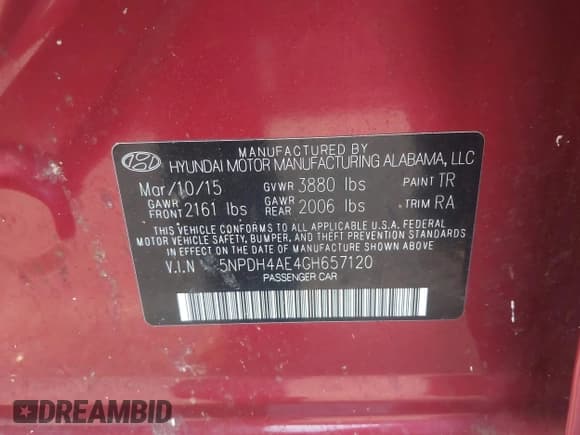 MANUFACTURED BY
HYUNDAI MOTOR MANUFACTURING ALABAMA, LLC
Mar/10/15 GVWR 3880 lbs PAINT TR
GAWR FRONT 2161 lbs GAWR REAR 2006 lbs TRIM RA
THIS VEHICLE CONFORMS TO ALL APPLICABLE U.S.A. FEDERAL
MOTOR VEHICLE SAFETY, BUMPER, AND THEFT PREVENTION STANDARDS
IN EFFECT ON THE DATE OF MANUFACTURE SHOWN ABOVE.
V.I.N 5NPDH4AE4GH657120
PASSENGER CAR
DREAMBID